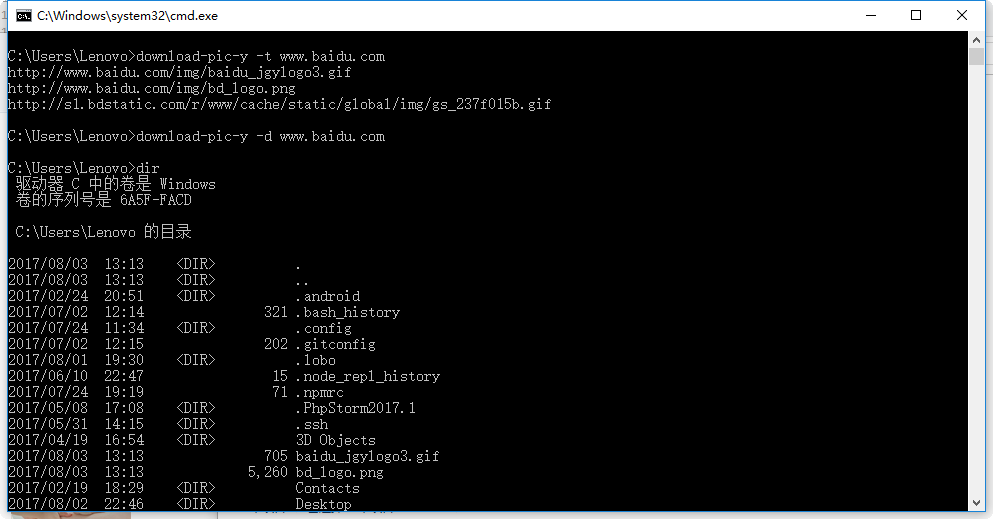 C:\Windows\system32\cmd.exe
C:\Users\Lenovo>download-pic-y -t www.baidu.com
http://www.baidu.com/img/baidu_jgylogo3.gif
http://www.baidu.com/img/bd_logo.png
http://s1.bdstatic.com/r/www/cache/static/global/img/gs_237f015b.gif
C:\Users\Lenovo>download-pic-y -d www.baidu.com
C:\Users\Lenovo>dir
驱动器 C 中的卷是 Windows
卷的序列号是 6A5F-FACD
C:\Users\Lenovo 的目录
2017/08/03  13:13    <DIR>          .
2017/08/03  13:13    <DIR>          ..
2017/02/24  20:51    <DIR>          .android
2017/07/02  12:14               321 .bash_history
2017/07/24  11:34    <DIR>          .config
2017/07/02  12:15               202 .gitconfig
2017/08/01  19:30    <DIR>          .lobo
2017/06/10  22:47                15 .node_repl_history
2017/07/24  19:19                71 .npmrc
2017/05/08  17:08    <DIR>          .PhpStorm2017.1
2017/05/31  14:15    <DIR>          .ssh
2017/04/19  16:54    <DIR>          3D Objects
2017/08/03  13:13               705 baidu_jgylogo3.gif
2017/08/03  13:13             5,260 bd_logo.png
2017/02/19  18:29    <DIR>          Contacts
2017/08/02  22:46    <DIR>          Desktop